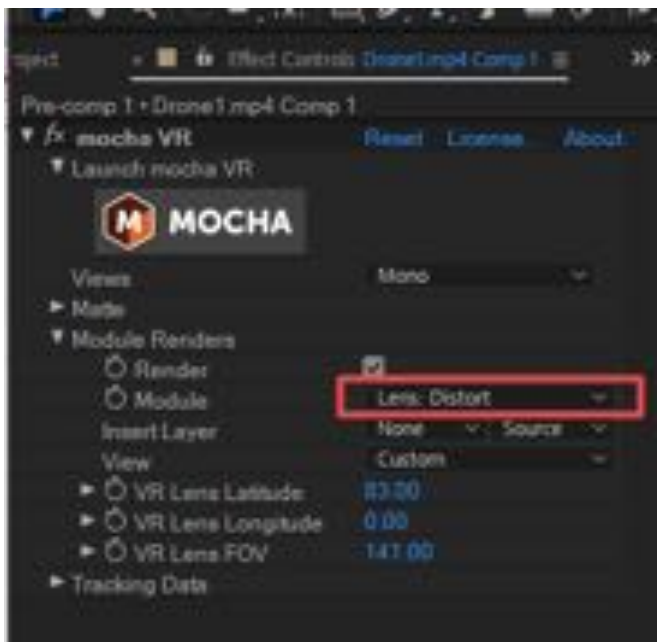 Effect Controls Drone1.mp4 Comp 1
Pre-comp 1 • Drone1.mp4 Comp 1
fx mocha VR Reset License... About
Launch mocha VR
M MOCHA
Views Mono
Matte
Module Renders
Render
Module Lens: Distort
Insert Layer None Source
View Custom
VR Lens Latitude 83.00
VR Lens Longitude 0.00
VR Lens FOV 141.00
Tracking Data